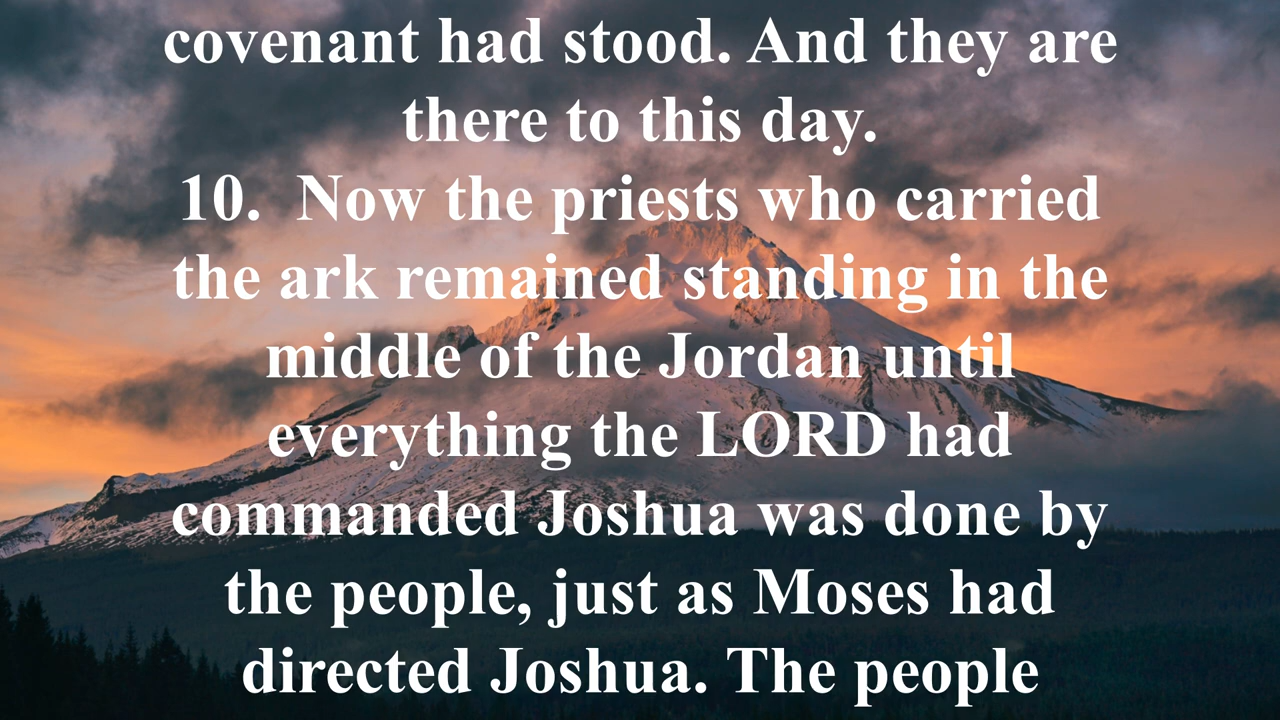 covenant had stood. And they are
there to this day.
10.  Now the priests who carried
the ark remained standing in the
middle of the Jordan until
everything the LORD had
commanded Joshua was done by
the people, just as Moses had
directed Joshua. The people